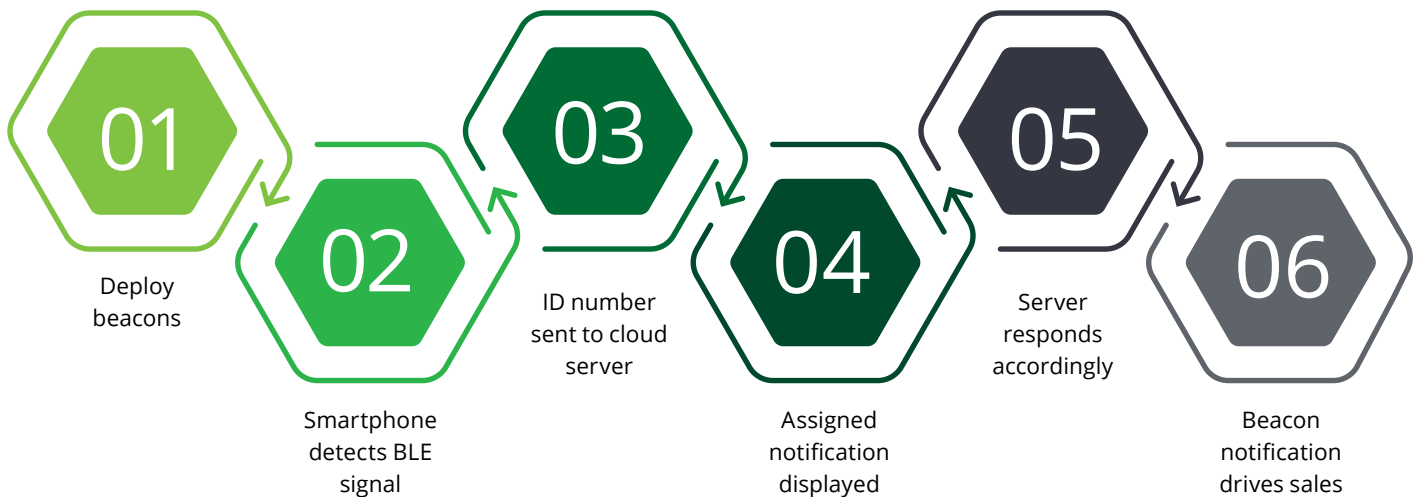 01
Deploy
beacons
02
Smartphone
detects BLE
signal
03
ID number
sent to cloud
server
04
Assigned
notification
displayed
05
Server
responds
accordingly
06
Beacon
notification
drives sales